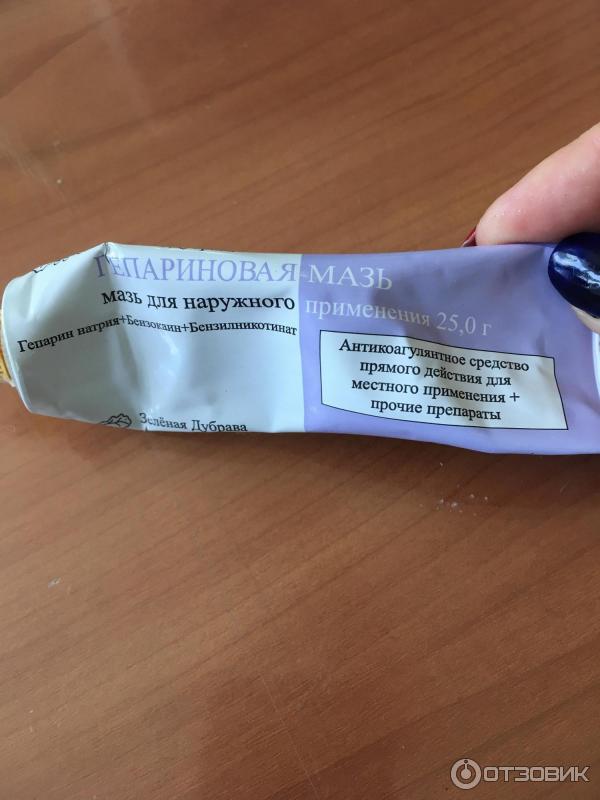 ГЕПАРИНОВАЯ МАЗЬ
мазь для наружного применения 25,0 г
Гепарин натрия+Бензокаин+Бензилникотинат
Антикоагулянтное средство
прямого действия для
местного применения +
прочие препараты
Зелёная Дубрава
ОТЗОВИК